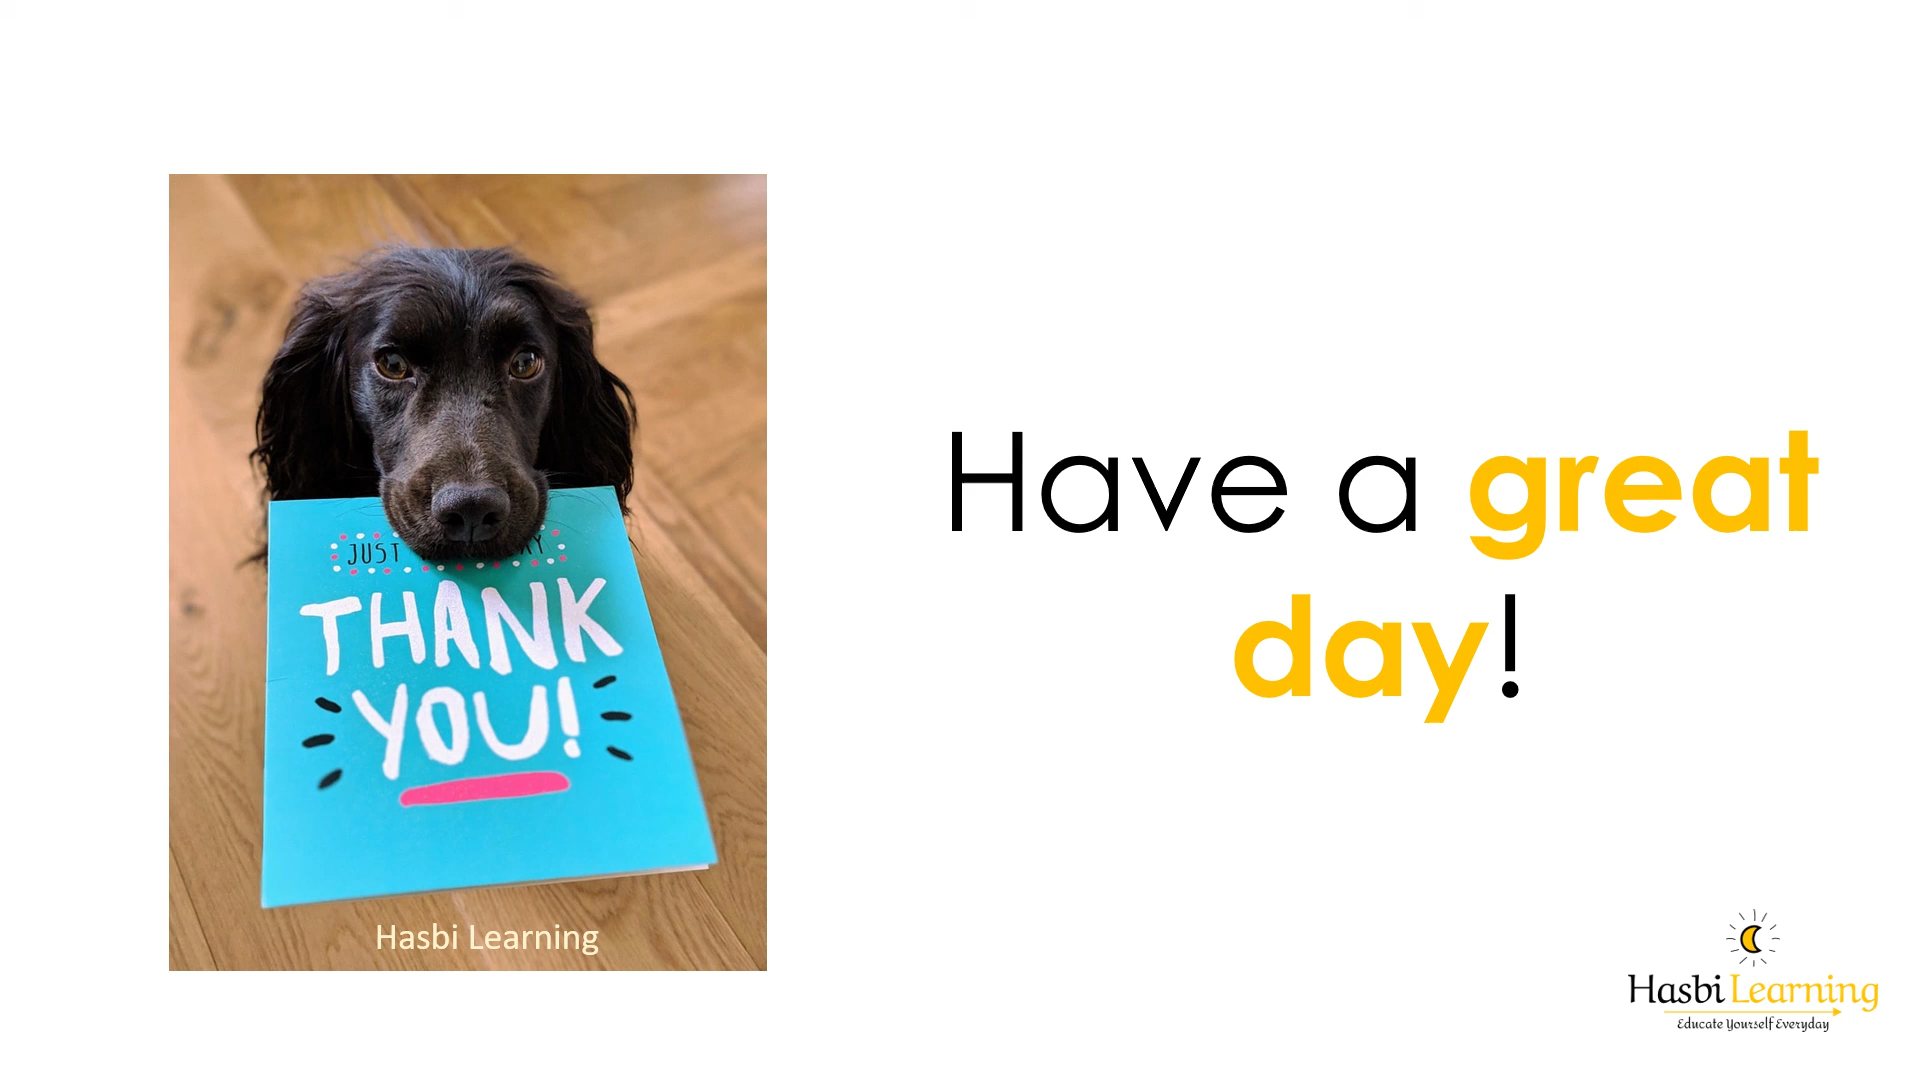 JUST
THANK
YOU!
Hasbi Learning
Have a great
day!
Hasbi Learning
Educate Yourself Everyday